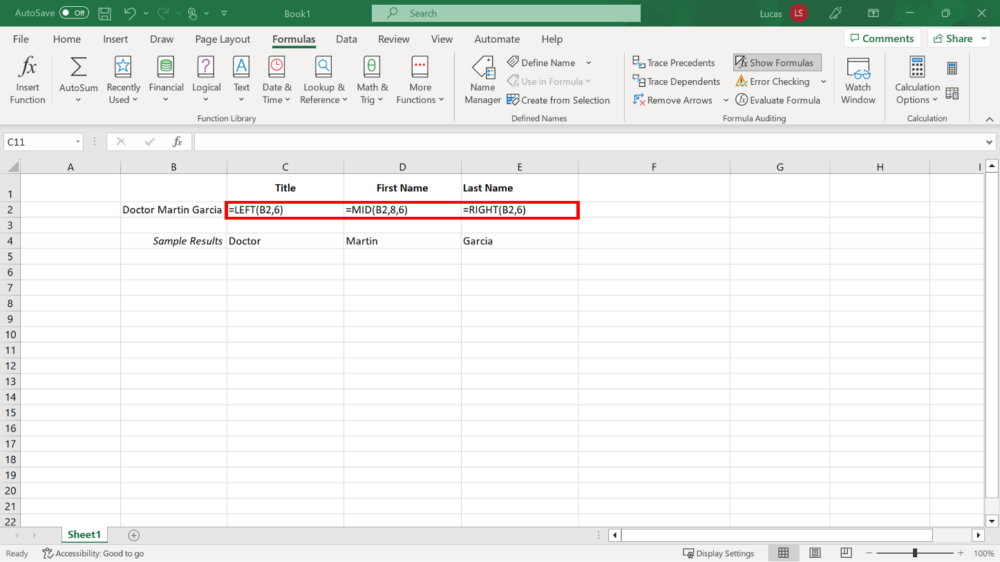 AutoSave Off Book1 Search Lucas LS
File Home Insert Draw Page Layout Formulas Data Review View Automate Help Comments Share
fx Insert Function
AutoSum
Recently Used
Financial
Logical
Text
Date & Time
Lookup & Reference
Math & Trig
More Functions
Function Library
Name Manager
Define Name
Use in Formula
Create from Selection
Defined Names
Trace Precedents
Trace Dependents
Remove Arrows
Show Formulas
Error Checking
Evaluate Formula
Formula Auditing
Watch Window
Calculation Options
Calculation
C11 fx
A B C D E F G H I
1 Title First Name Last Name
2 Doctor Martin Garcia =LEFT(B2,6) =MID(B2,8,6) =RIGHT(B2,6)
3
4 Sample Results Doctor Martin Garcia
5
6
7
8
9
10
11
12
13
14
15
16
17
18
19
20
21
22
Sheet1
Ready Accessibility: Good to go Display Settings 100%